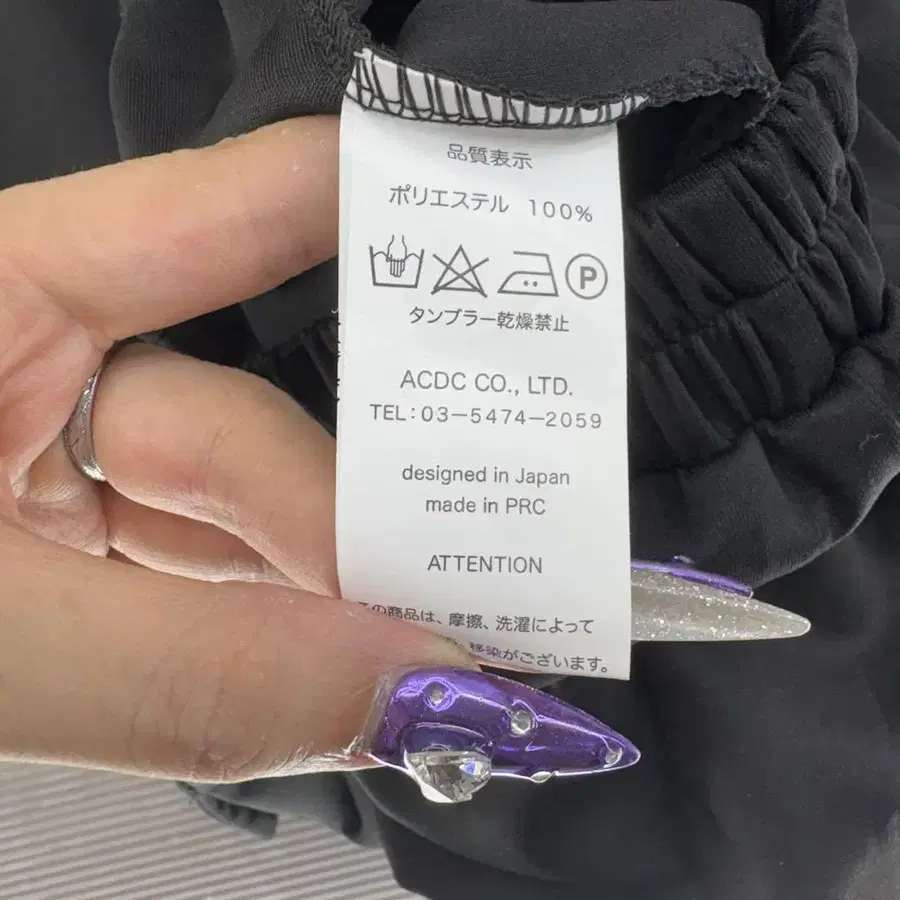 品質表示
ポリエステル 100%
P
タンブラー乾燥禁止
ACDC CO., LTD.
TEL:03-5474-2059
designed in Japan
made in PRC
ATTENTION
の商品は、摩擦、洗濯によって
移染がございます。